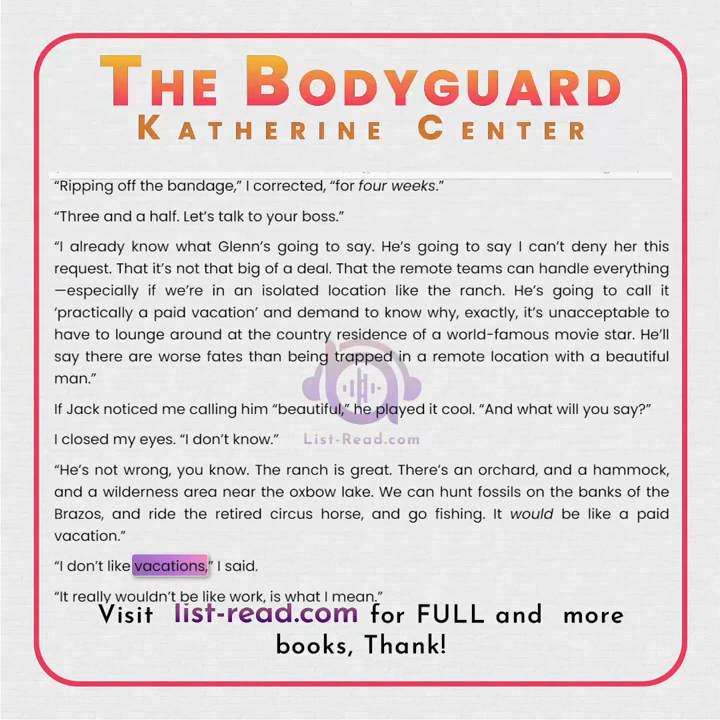 THE BODYGUARD
KATHERINE CENTER
“Ripping off the bandage,” I corrected, “for four weeks.”
“Three and a half. Let’s talk to your boss.”
“I already know what Glenn’s going to say. He’s going to say I can’t deny her this
request. That it’s not that big of a deal. That the remote teams can handle everything
—especially if we’re in an isolated location like the ranch. He’s going to call it
‘practically a paid vacation’ and demand to know why, exactly, it’s unacceptable to
have to lounge around at the country residence of a world-famous movie star. He’ll
say there are worse fates than being trapped in a remote location with a beautiful
man.”
If Jack noticed me calling him “beautiful,” he played it cool. “And what will you say?”
I closed my eyes. “I don’t know.”
List-Read.com
“He’s not wrong, you know. The ranch is great. There’s an orchard, and a hammock,
and a wilderness area near the oxbow lake. We can hunt fossils on the banks of the
Brazos, and ride the retired circus horse, and go fishing. It would be like a paid
vacation.”
“I don’t like vacations,” I said.
“It really wouldn’t be like work, is what I mean.”
Visit list-read.com for FULL and more
books, Thank!